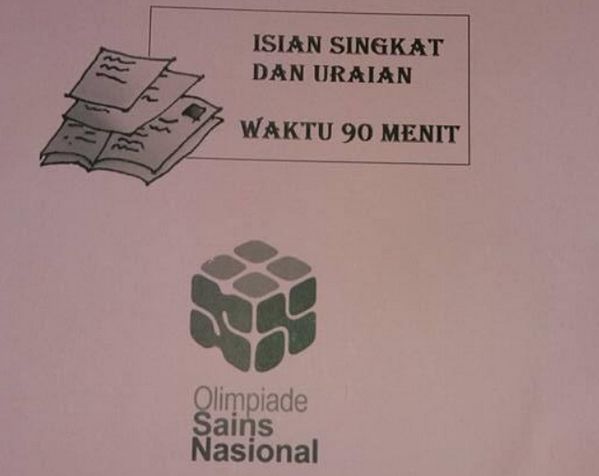 ISIAN SINGKAT
DAN URAIAN
WAKTU 90 MENIT
Olimpiade
Sains
Nasional